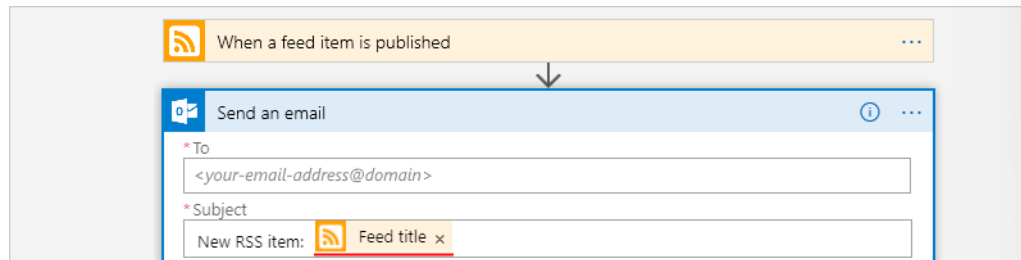 When a feed item is published
...
Send an email
...
* To
<your-email-address@domain>
* Subject
New RSS item: Feed title ×